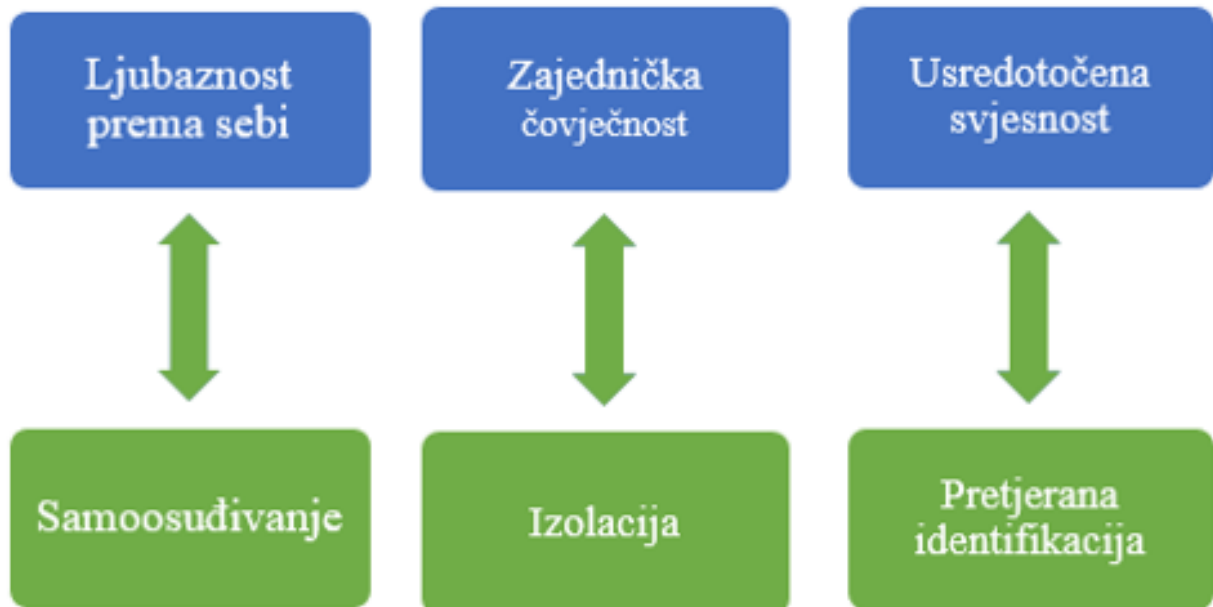 Ljubaznost
prema sebi
Zajednička
čovječnost
Usredotočena
svjesnost
Samoosuđivanje
Izolacija
Pretjerana
identifikacija